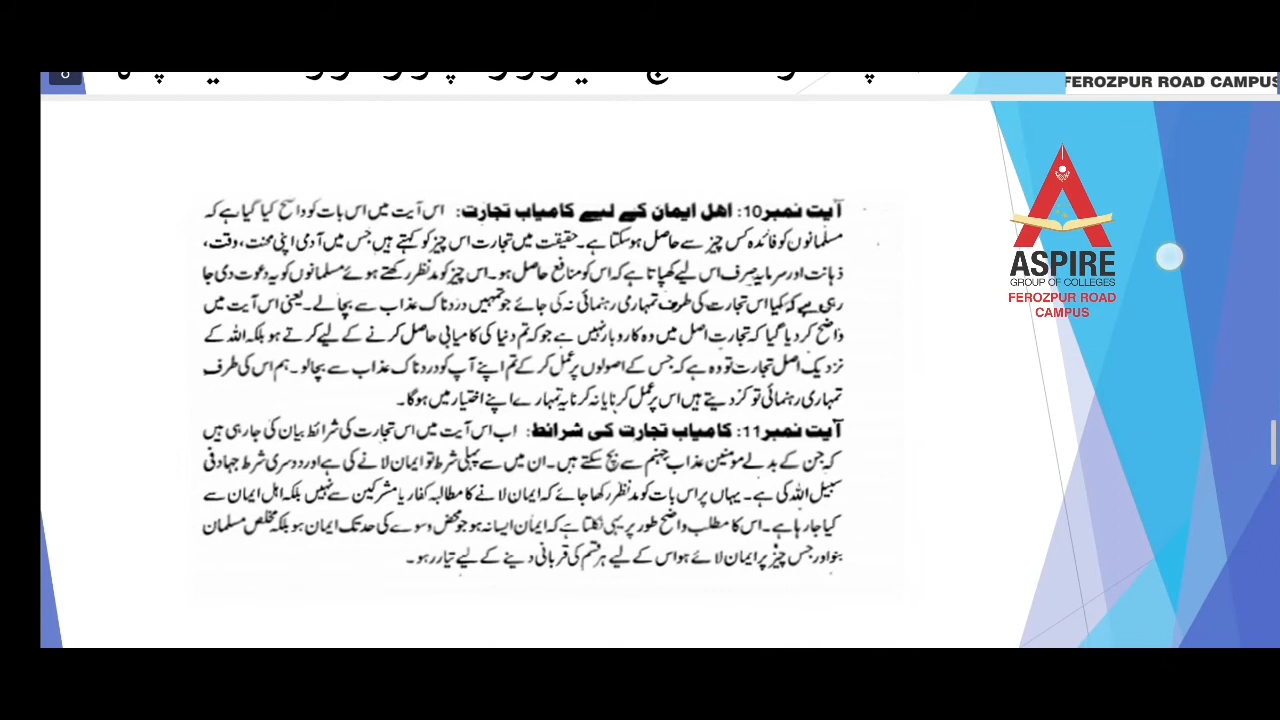 FEROZPUR ROAD CAMPUS
آیت نمبر10: اهل ایمان کے لیے کامیاب تجارت: اس آیت میں اس بات کو واضح کیا گیا ہے کہ
مسلمانوں کو فائدہ کس چیز سے حاصل ہو سکتا ہے۔ حقیقت میں تجارت اس چیز کو کہتے ہیں جس میں آدمی اپنی محنت، وقت،
ذہانت اور سرمایہ صرف اس لیے کھپاتا ہے کہ اس کو منافع حاصل ہو۔ اس چیز کو مدنظر رکھتے ہوئے مسلمانوں کو یہ دعوت دی جا
رہی ہے کہ کیا اس تجارت کی طرف تمہاری رہنمائی نہ کی جائے جو تمہیں دردناک عذاب سے بچا لے۔ یعنی اس آیت میں
واضح کر دیا گیا کہ تجارت اصل میں وہ کاروبار نہیں ہے جو کہ تم دنیا کی کامیابی حاصل کرنے کے لیے کرتے ہو بلکہ اللہ کے
نزدیک اصل تجارت تو وہ ہے کہ جس کے اصولوں پر عمل کر کے تم اپنے آپ کو دردناک عذاب سے بچا لو۔ ہم اس کی طرف
تمہاری رہنمائی تو کر دیتے ہیں اس پر عمل کرنا یا نہ کرنا یہ تمہارے اپنے اختیار میں ہوگا۔
آیت نمبر11: کامیاب تجارت کی شرائط: اب اس آیت میں اس تجارت کی شرائط بیان کی جا رہی ہیں
کہ جن کے بدلے مومنین عذاب جہنم سے بچ سکتے ہیں۔ ان میں سے پہلی شرط تو ایمان لانے کی ہے اور دوسری شرط جہاد فی
سبیل اللہ کی ہے۔ یہاں پر اس بات کو مدنظر رکھا جائے کہ ایمان لانے کا مطالبہ کفار یا مشرکین سے نہیں بلکہ اہل ایمان سے
کیا جا رہا ہے۔ اس کا مطلب واضح طور پر یہی نکلتا ہے کہ ایمان ایسا نہ ہو جو محض دعوے کی حد تک ایمان ہو بلکہ مخلص مسلمان
بنو اور جس چیز پر ایمان لائے ہو اس کے لیے ہر قسم کی قربانی دینے کے لیے تیار رہو۔
ASPIRE
GROUP OF COLLEGES
FEROZPUR ROAD
CAMPUS